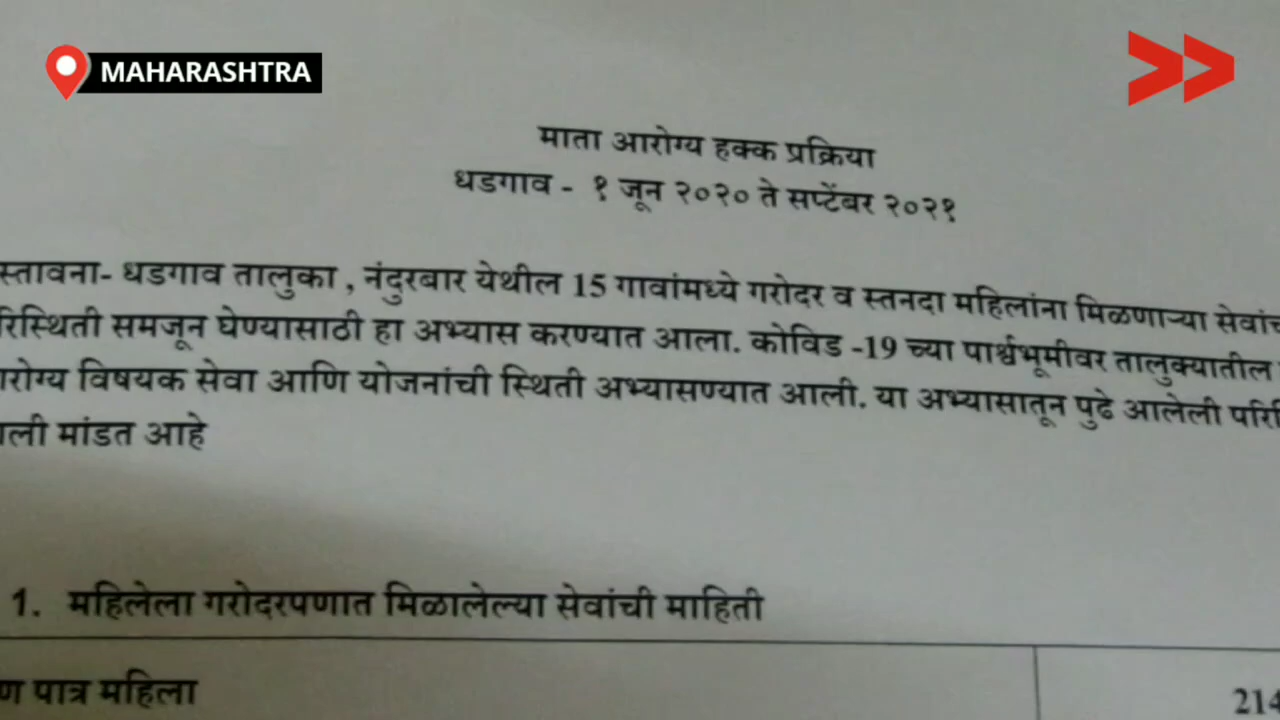 MAHARASHTRA
माता आरोग्य हक्क प्रक्रिया
धडगाव - १ जून २०२० ते सप्टेंबर २०२१
स्तावना- धडगाव तालुका , नंदुरबार येथील 15 गावांमध्ये गरोदर व स्तनदा महिलांना मिळणाऱ्या
रिस्थिती समजून घेण्यासाठी हा अभ्यास करण्यात आला. कोविड -19 च्या पार्श्वभूमीवर तालुक्यातील
रोग्य विषयक सेवा आणि योजनांची स्थिती अभ्यासण्यात आली. या अभ्यासातून पुढे आलेली
ली मांडत आहे
1. महिलेला गरोदरपणात मिळालेल्या सेवांची माहिती
ण पात्र महिला
214